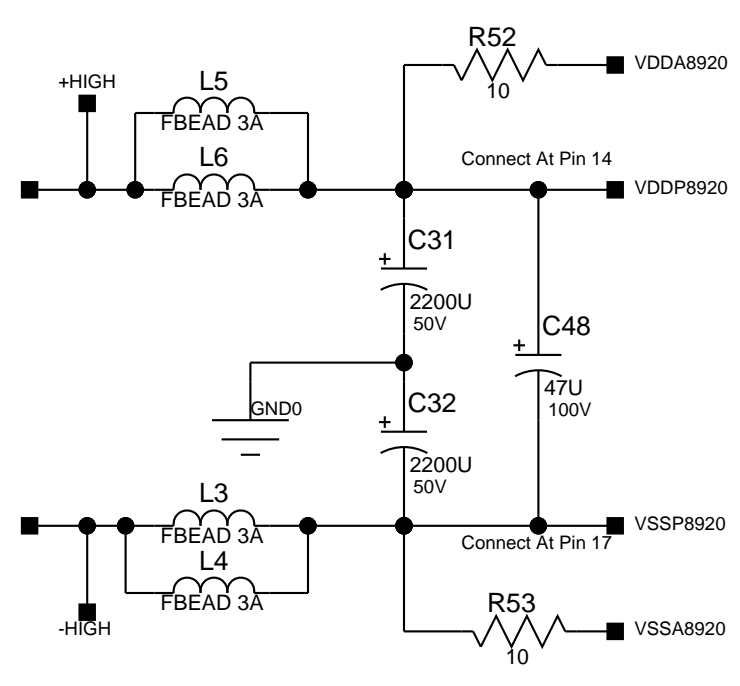 R52
VDDA8920
10
+HIGH
L5
FBEAD 3A
L6
FBEAD 3A
Connect At Pin 14
VDDP8920
C31
+
2200U
50V
C48
+
47U
100V
GND0
C32
+
2200U
50V
L3
FBEAD 3A
L4
FBEAD 3A
VSSP8920
Connect At Pin 17
-HIGH
R53
10
VSSA8920